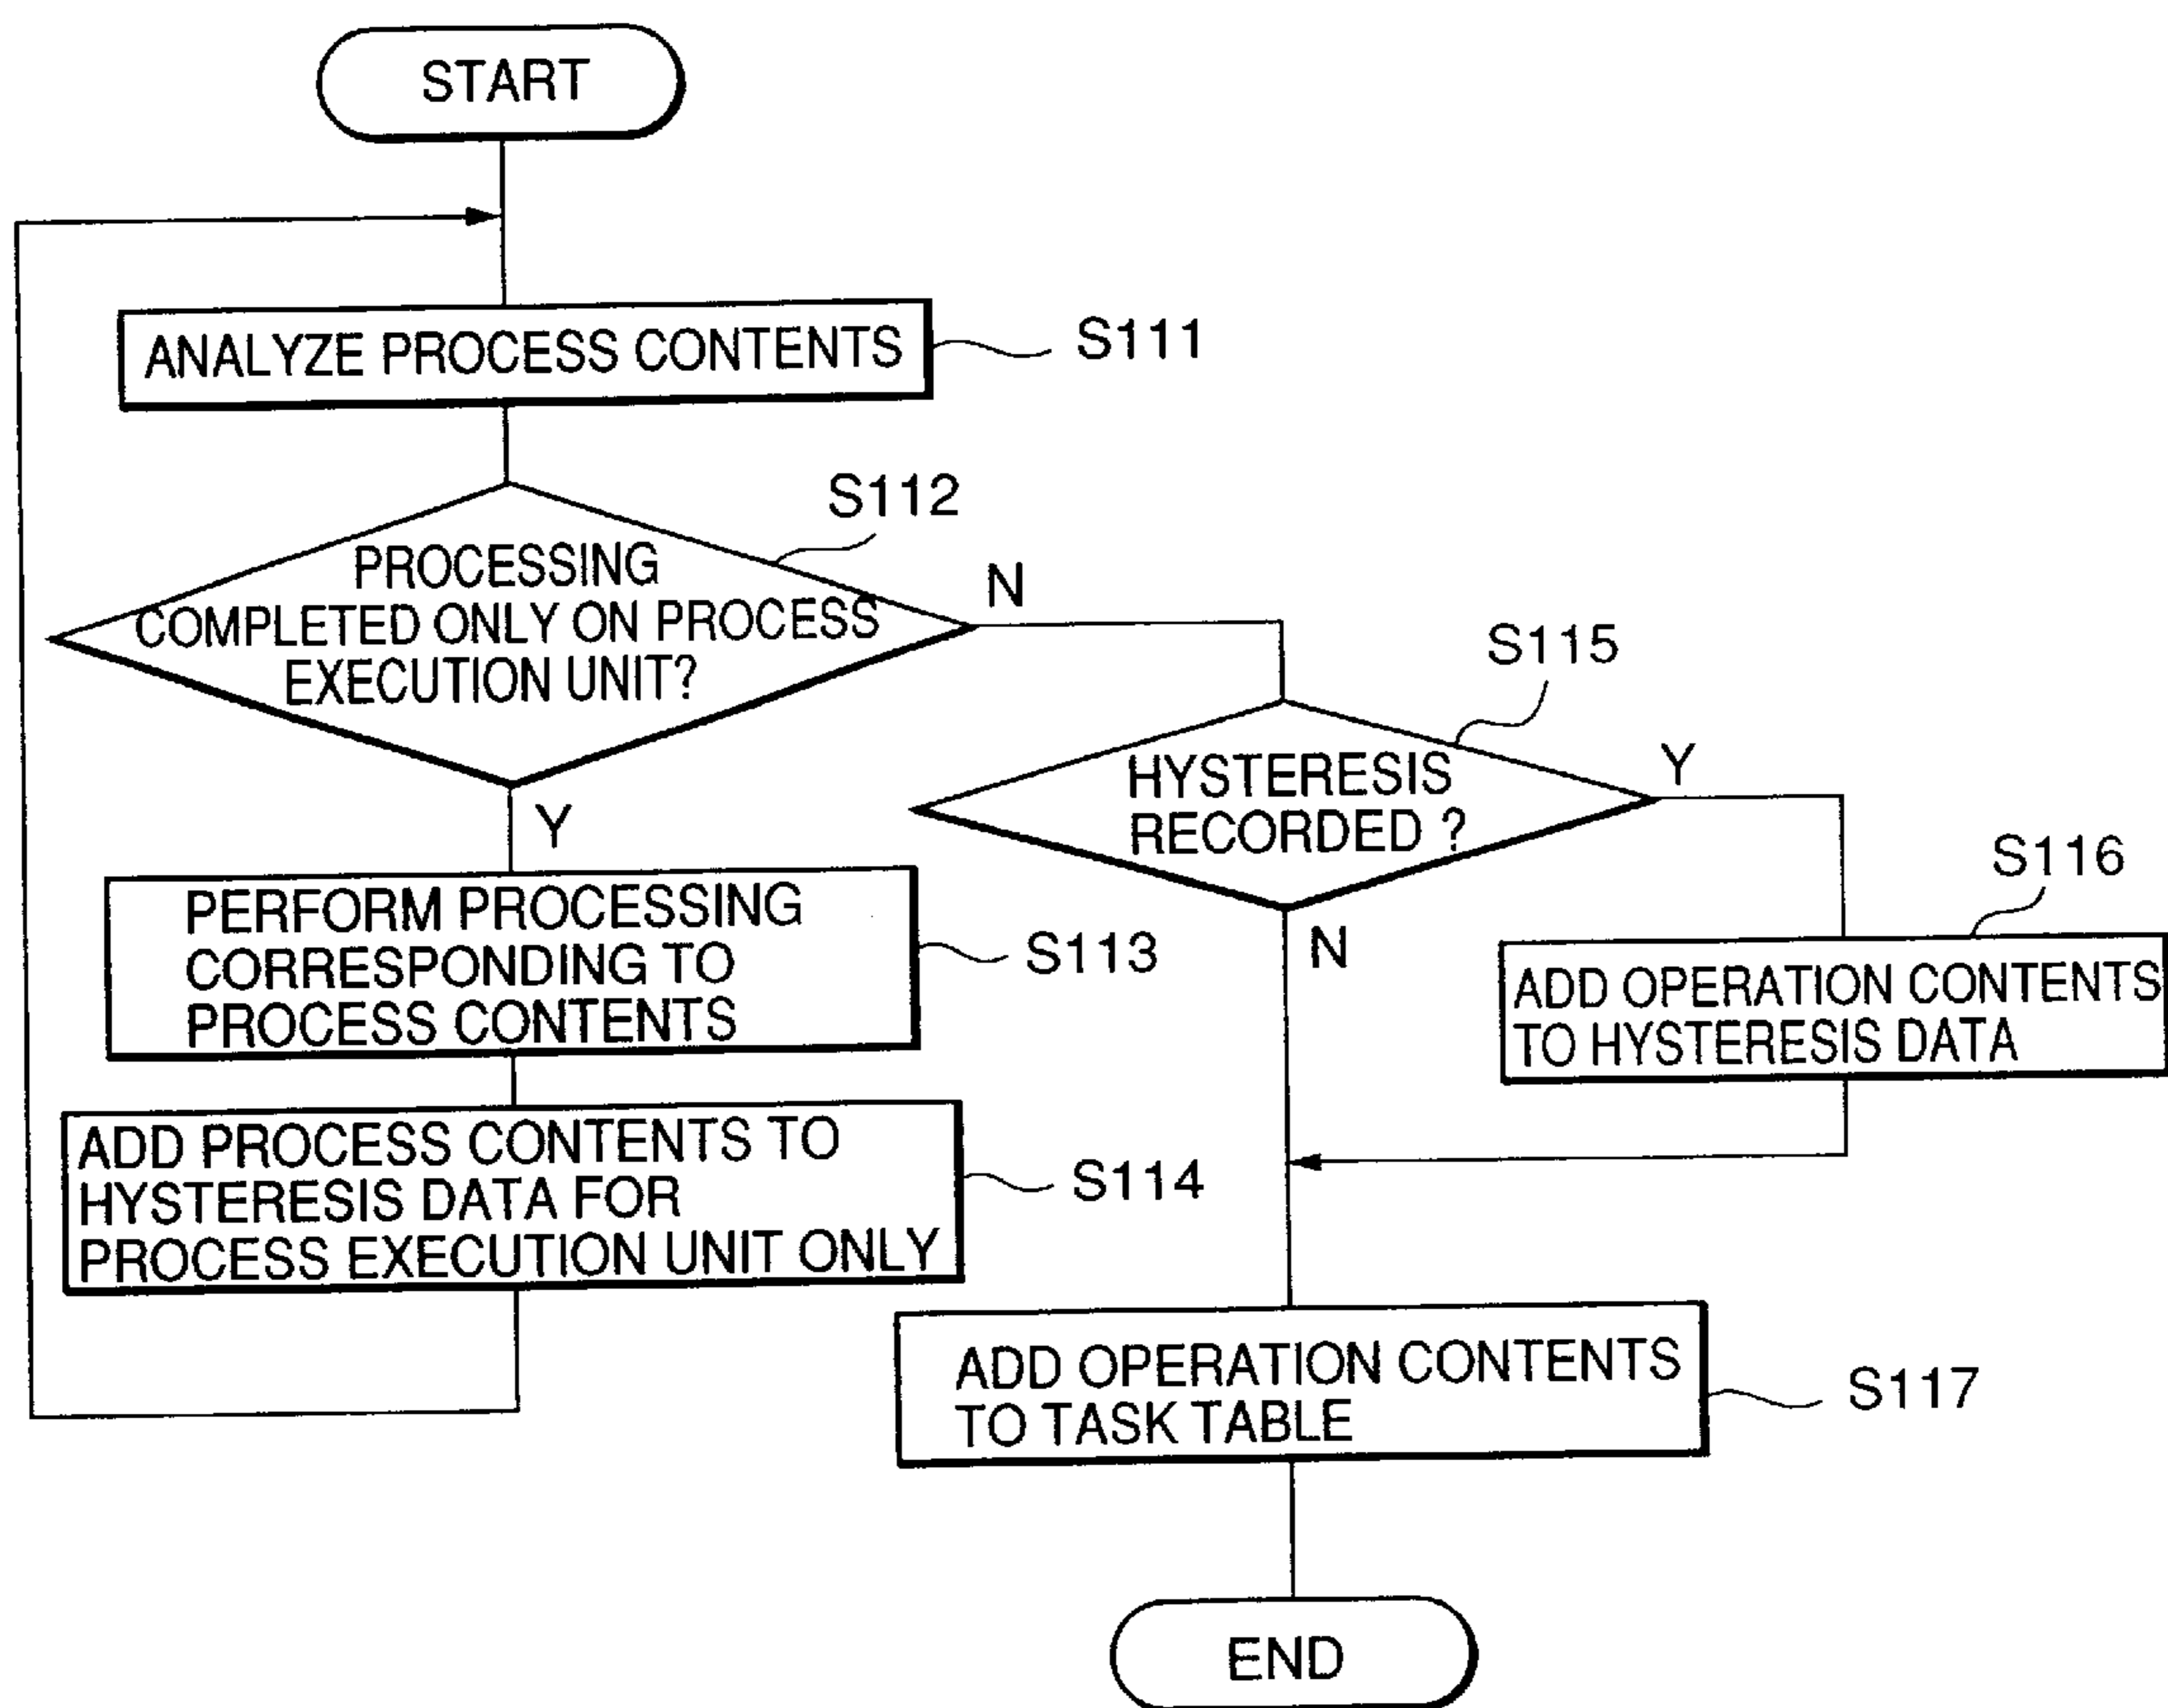 START
ANALYZE PROCESS CONTENTS
S111
S112
PROCESSING
COMPLETED ONLY ON PROCESS
EXECUTION UNIT?
N
Y
S115
HYSTERESIS
RECORDED ?
Y
N
S116
ADD OPERATION CONTENTS
TO HYSTERESIS DATA
PERFORM PROCESSING
CORRESPONDING TO
PROCESS CONTENTS
S113
ADD PROCESS CONTENTS TO
HYSTERESIS DATA FOR
PROCESS EXECUTION UNIT ONLY
S114
ADD OPERATION CONTENTS
TO TASK TABLE
S117
END